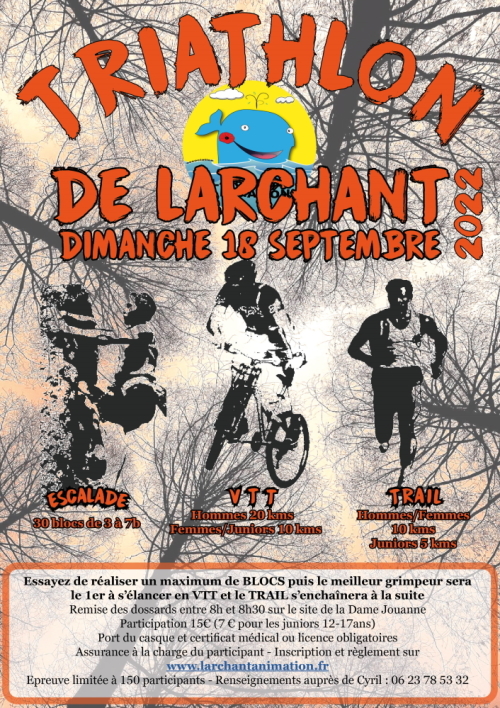 TRIATHLON
DE LARCHANT
2022
DIMANCHE 18 SEPTEMBRE
ESCALADE
30 blocs de 3 à 7h
VTT
Hommes 20 kms
Femmes/Juniors 10 kms
TRAIL
Hommes/Femmes
10 kms
Juniors 5 kms
Essayez de réaliser un maximum de BLOCS puis le meilleur grimpeur sera
le 1er à s'élancer en VTT et le TRAIL s'enchaînera à la suite
Remise des dossards entre 8h et 8h30 sur le site de la Dame Jouanne
Participation 15€ (7 € pour les juniors 12-17ans)
Port du casque et certificat médical ou licence obligatoires
Assurance à la charge du participant - Inscription et règlement sur
www.larchantanimation.fr
Epreuve limitée à 150 participants - Renseignements auprès de Cyril : 06 23 78 53 32